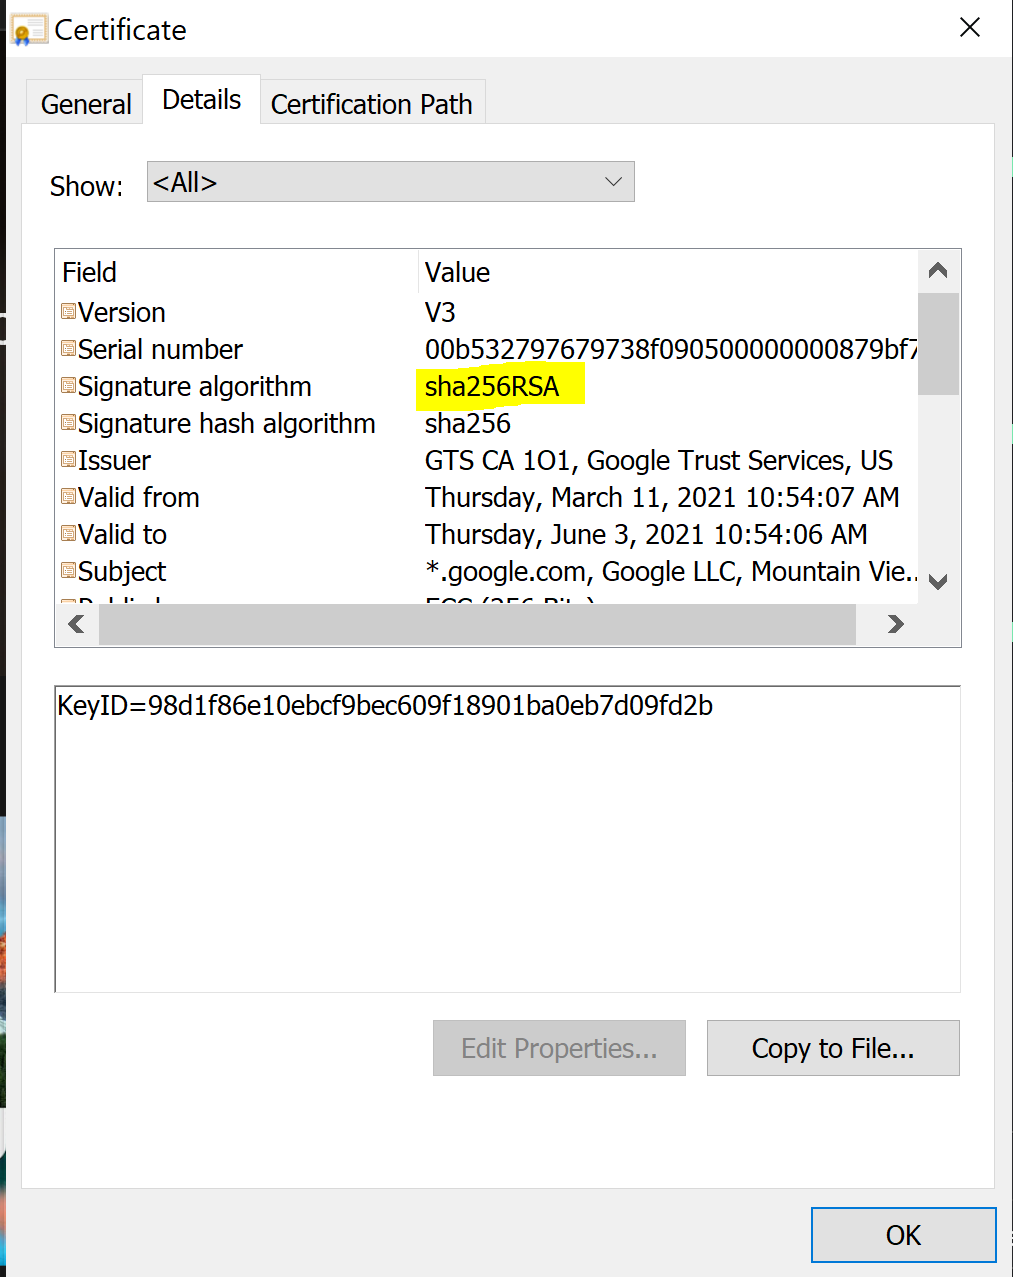 Certificate
General Details Certification Path
Show: <All>
Field Value
Version V3
Serial number 00b532797679738f090500000000879bf7
Signature algorithm sha256RSA
Signature hash algorithm sha256
Issuer GTS CA 1O1, Google Trust Services, US
Valid from Thursday, March 11, 2021 10:54:07 AM
Valid to Thursday, June 3, 2021 10:54:06 AM
Subject *.google.com, Google LLC, Mountain Vie...
ECC (256 Bits)
KeyID=98d1f86e10ebcf9bec609f18901ba0eb7d09fd2b
Edit Properties... Copy to File...
OK